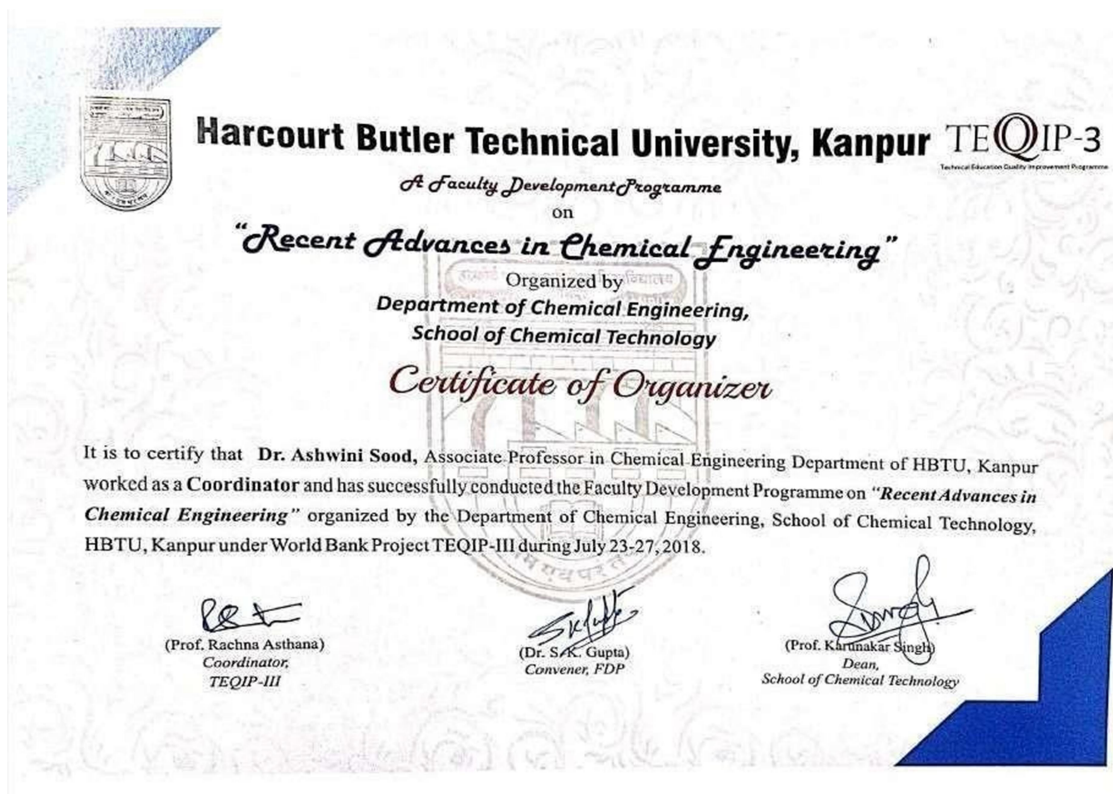 Harcourt Butler Technical University, Kanpur
TEQIP-3
Technical Education Quality Improvement Programme
A Faculty Development Programme
on
"Recent Advances in Chemical Engineering"
Organized by
Department of Chemical Engineering,
School of Chemical Technology
Certificate of Organizer
It is to certify that Dr. Ashwini Sood, Associate Professor in Chemical Engineering Department of HBTU, Kanpur
worked as a Coordinator and has successfully conducted the Faculty Development Programme on "Recent Advances in
Chemical Engineering" organized by the Department of Chemical Engineering, School of Chemical Technology,
HBTU, Kanpur under World Bank Project TEQIP-III during July 23-27, 2018.
(Prof. Rachna Asthana)
Coordinator,
TEQIP-III
(Dr. S.K. Gupta)
Convener, FDP
(Prof. Karunakar Singh)
Dean,
School of Chemical Technology